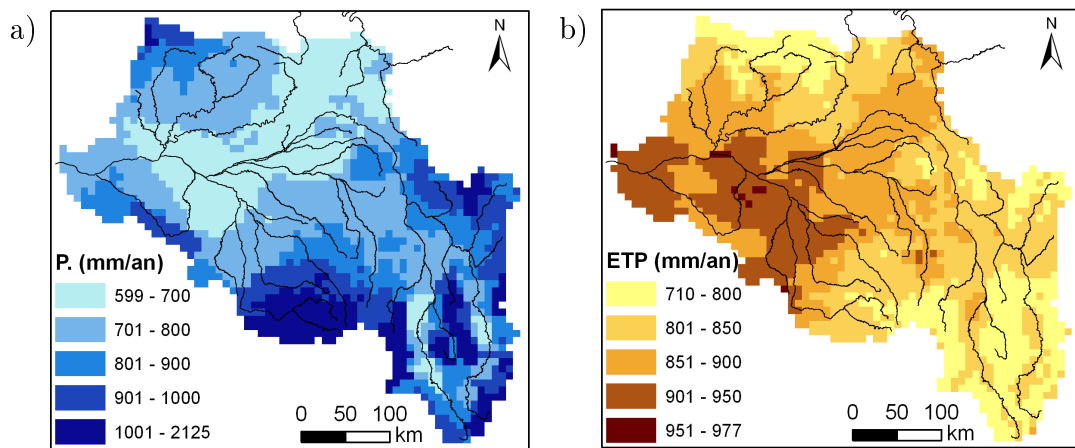 a)
N
P. (mm/an)
599 - 700
701 - 800
801 - 900
901 - 1000
1001 - 2125
0 50 100
km
b)
N
ETP (mm/an)
710 - 800
801 - 850
851 - 900
901 - 950
951 - 977
0 50 100
km